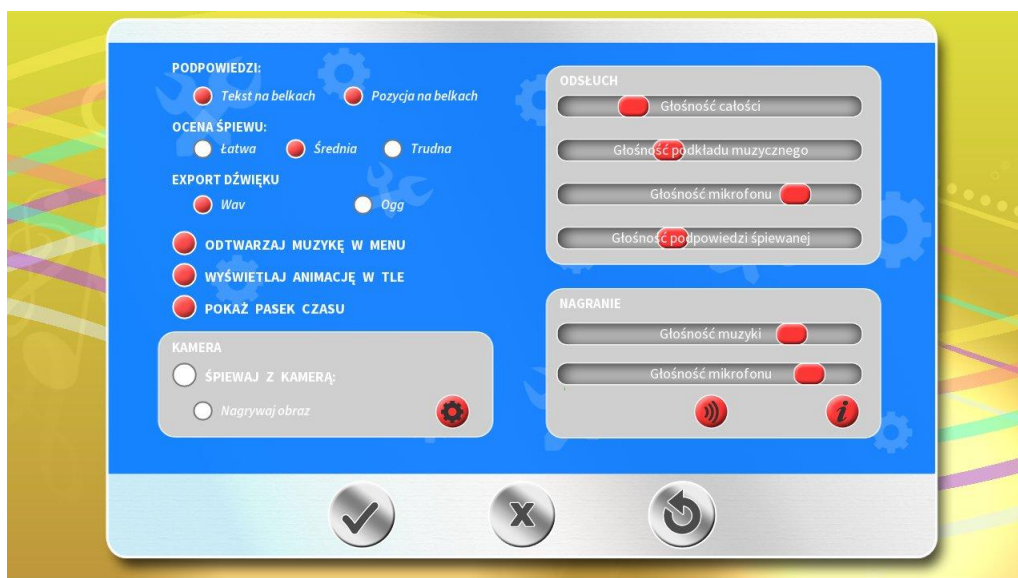 PODPOWIEDZI:
Tekst na belkach Pozycja na belkach
OCENA ŚPIEWU:
Łatwa Średnia Trudna
EXPORT DŹWIĘKU
Wav Ogg
ODTWARZAJ MUZYKĘ W MENU
WYŚWIETLAJ ANIMACJĘ W TLE
POKAŻ PASEK CZASU
KAMERA
ŚPIEWAJ Z KAMERĄ:
Nagrywaj obraz
ODSŁUCH
Głośność całości
Głośność podkładu muzycznego
Głośność mikrofonu
Głośność podpowiedzi śpiewanej
NAGRANIE
Głośność muzyki
Głośność mikrofonu
i
X